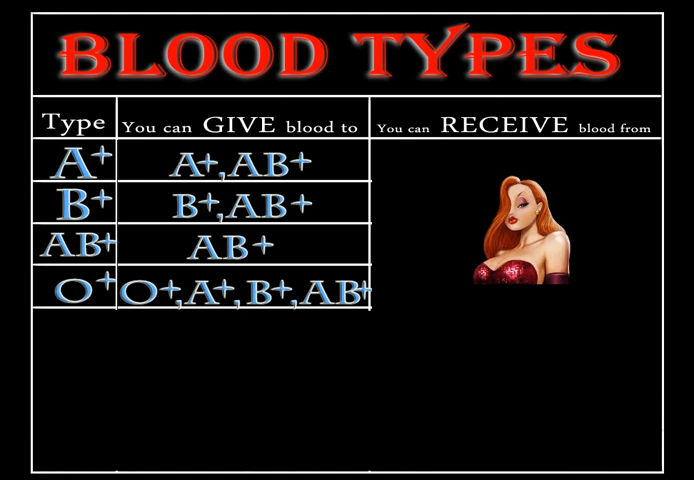 BLOOD TYPES
Type You can GIVE blood to You can RECEIVE blood from
A+ A+,AB+
B+ B+,AB+
AB+ AB+
O+ O+,A+,B+,AB+